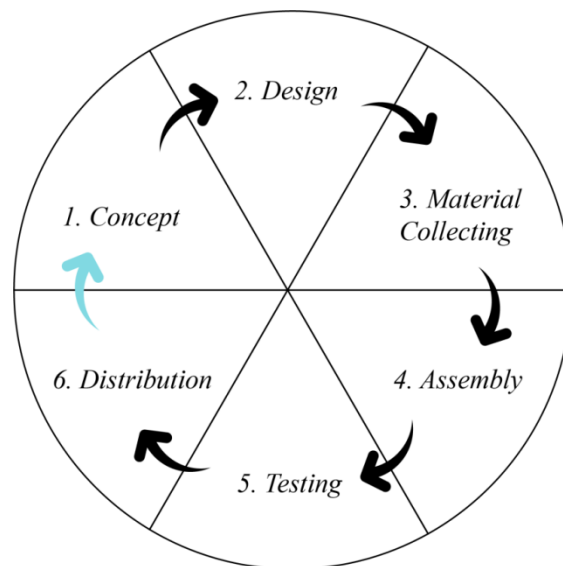 1. Concept
2. Design
3. Material
Collecting
4. Assembly
5. Testing
6. Distribution